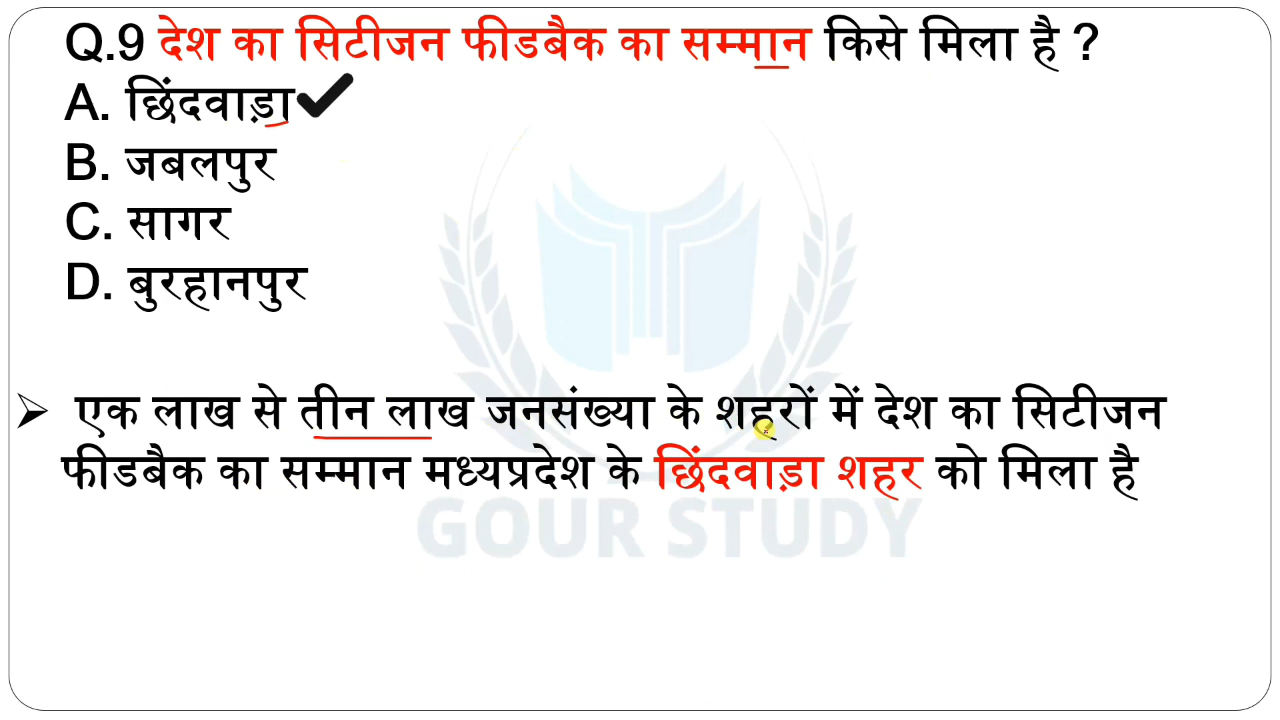 Q.9 देश का सिटीजन फीडबैक का सम्मान किसे मिला है ?
A. छिंदवाड़ा
B. जबलपुर
C. सागर
D. बुरहानपुर
➢ एक लाख से तीन लाख जनसंख्या के शहरों में देश का सिटीजन
फीडबैक का सम्मान मध्यप्रदेश के छिंदवाड़ा शहर को मिला है
GOUR STUDY